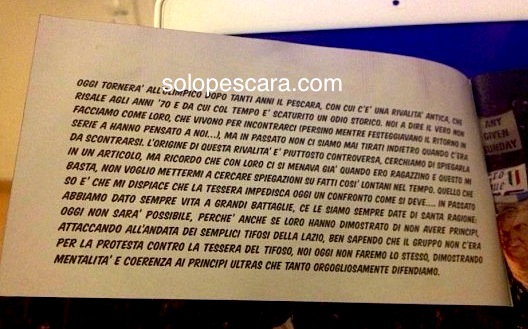 OGGI TORNERA' ALL'OLIMPICO DOPO TANTI ANNI IL PESCARA, CON CUI C'E' UNA RIVALITA' ANTICA, CHE
RISALE AGLI ANNI '70 E DA CUI COL TEMPO E' SCATURITO UN ODIO STORICO. NOI A DIRE IL VERO NON
FACCIAMO COME LORO, CHE VIVONO PER INCONTRARCI (PERSINO MENTRE FESTEGGIAVANO IL RITORNO IN
SERIE A HANNO PENSATO A NOI...), MA IN PASSATO NON CI SIAMO MAI TIRATI INDIETRO QUANDO C'ERA
DA SCONTRARSI. L'ORIGINE DI QUESTA RIVALITA' E' PIUTTOSTO CONTROVERSA, CERCHIAMO DI SPIEGARLA
IN UN ARTICOLO, MA RICORDO CHE CON LORO CI SI MENAVA GIA' QUANDO ERO RAGAZZINO E QUESTO MI
BASTA, NON VOGLIO METTERMI A CERCARE SPIEGAZIONI SU FATTI COSI' LONTANI NEL TEMPO. QUELLO CHE
SO E' CHE MI DISPIACE CHE LA TESSERA IMPEDISCA OGGI UN CONFRONTO COME SI DEVE.... IN PASSATO
ABBIAMO DATO SEMPRE VITA A GRANDI BATTAGLIE, CE LE SIAMO SEMPRE DATE DI SANTA RAGIONE;
OGGI NON SARA' POSSIBILE, PERCHE' ANCHE SE LORO HANNO DIMOSTRATO DI NON AVERE PRINCIPI,
ATTACCANDO ALL'ANDATA DEI SEMPLICI TIFOSI DELLA LAZIO, BEN SAPENDO CHE IL GRUPPO NON C'ERA
PER LA PROTESTA CONTRO LA TESSERA DEL TIFOSO, NOI OGGI NON FAREMO LO STESSO, DIMOSTRANDO
MENTALITA' E COERENZA AI PRINCIPI ULTRAS CHE TANTO ORGOGLIOSAMENTE DIFENDIAMO.
solopescara.com
ANY
GIVEN
SUNDAY